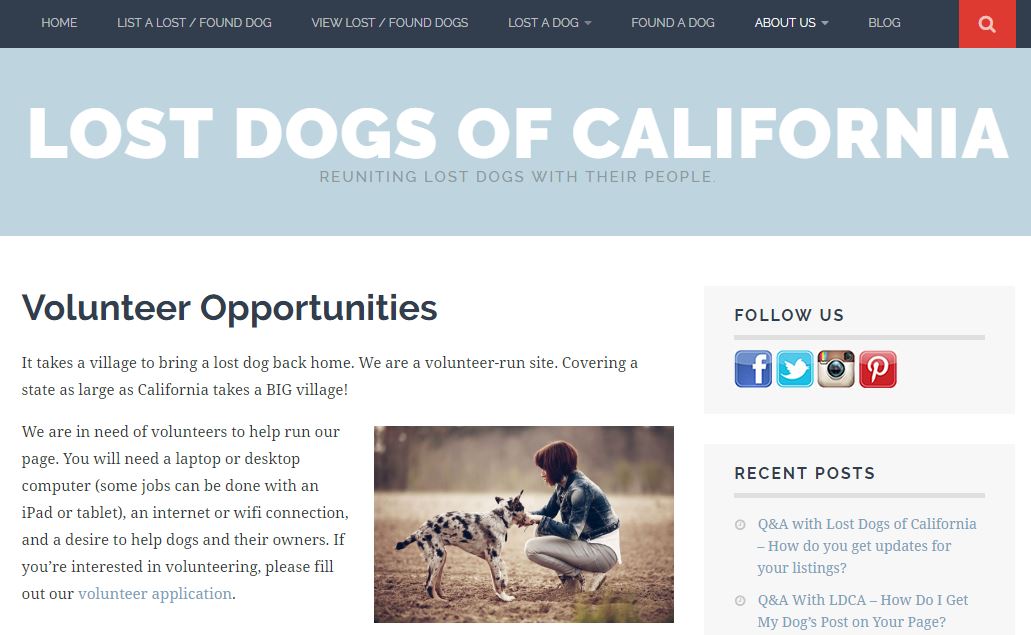 HOME LIST A LOST / FOUND DOG VIEW LOST / FOUND DOGS LOST A DOG FOUND A DOG ABOUT US BLOG
LOST DOGS OF CALIFORNIA
REUNITING LOST DOGS WITH THEIR PEOPLE.
Volunteer Opportunities
It takes a village to bring a lost dog back home. We are a volunteer-run site. Covering a
state as large as California takes a BIG village!
We are in need of volunteers to help run our
page. You will need a laptop or desktop
computer (some jobs can be done with an
iPad or tablet), an internet or wifi connection,
and a desire to help dogs and their owners. If
you’re interested in volunteering, please fill
out our volunteer application.
FOLLOW US
RECENT POSTS
Q&A with Lost Dogs of California
– How do you get updates for
your listings?
Q&A With LDCA – How Do I Get
My Dog’s Post on Your Page?